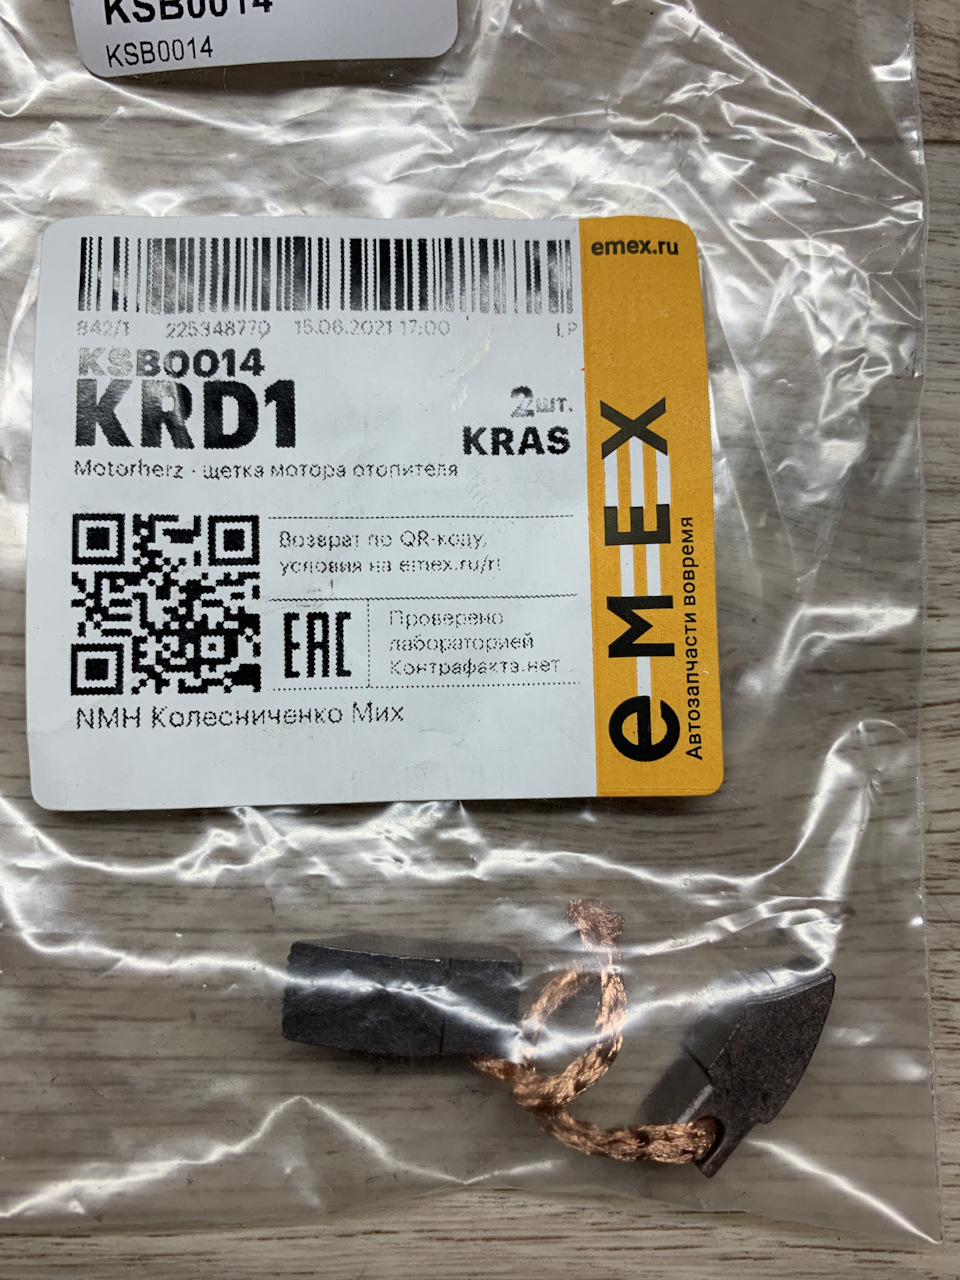 KSB0014
KSB0014
emex.ru
842/1 225348770 15.06.2021 17:00 LP
KSB0014
KRD1
2шт.
KRAS
Motorherz - щетка мотора отопителя
Возврат по QR-коду,
условия на emex.ru/r!
EAC
Проверено
лабораторией
Контрафакта.нет
NMH Колесниченко Мих
e-MEX
Автозапчасти вовремя